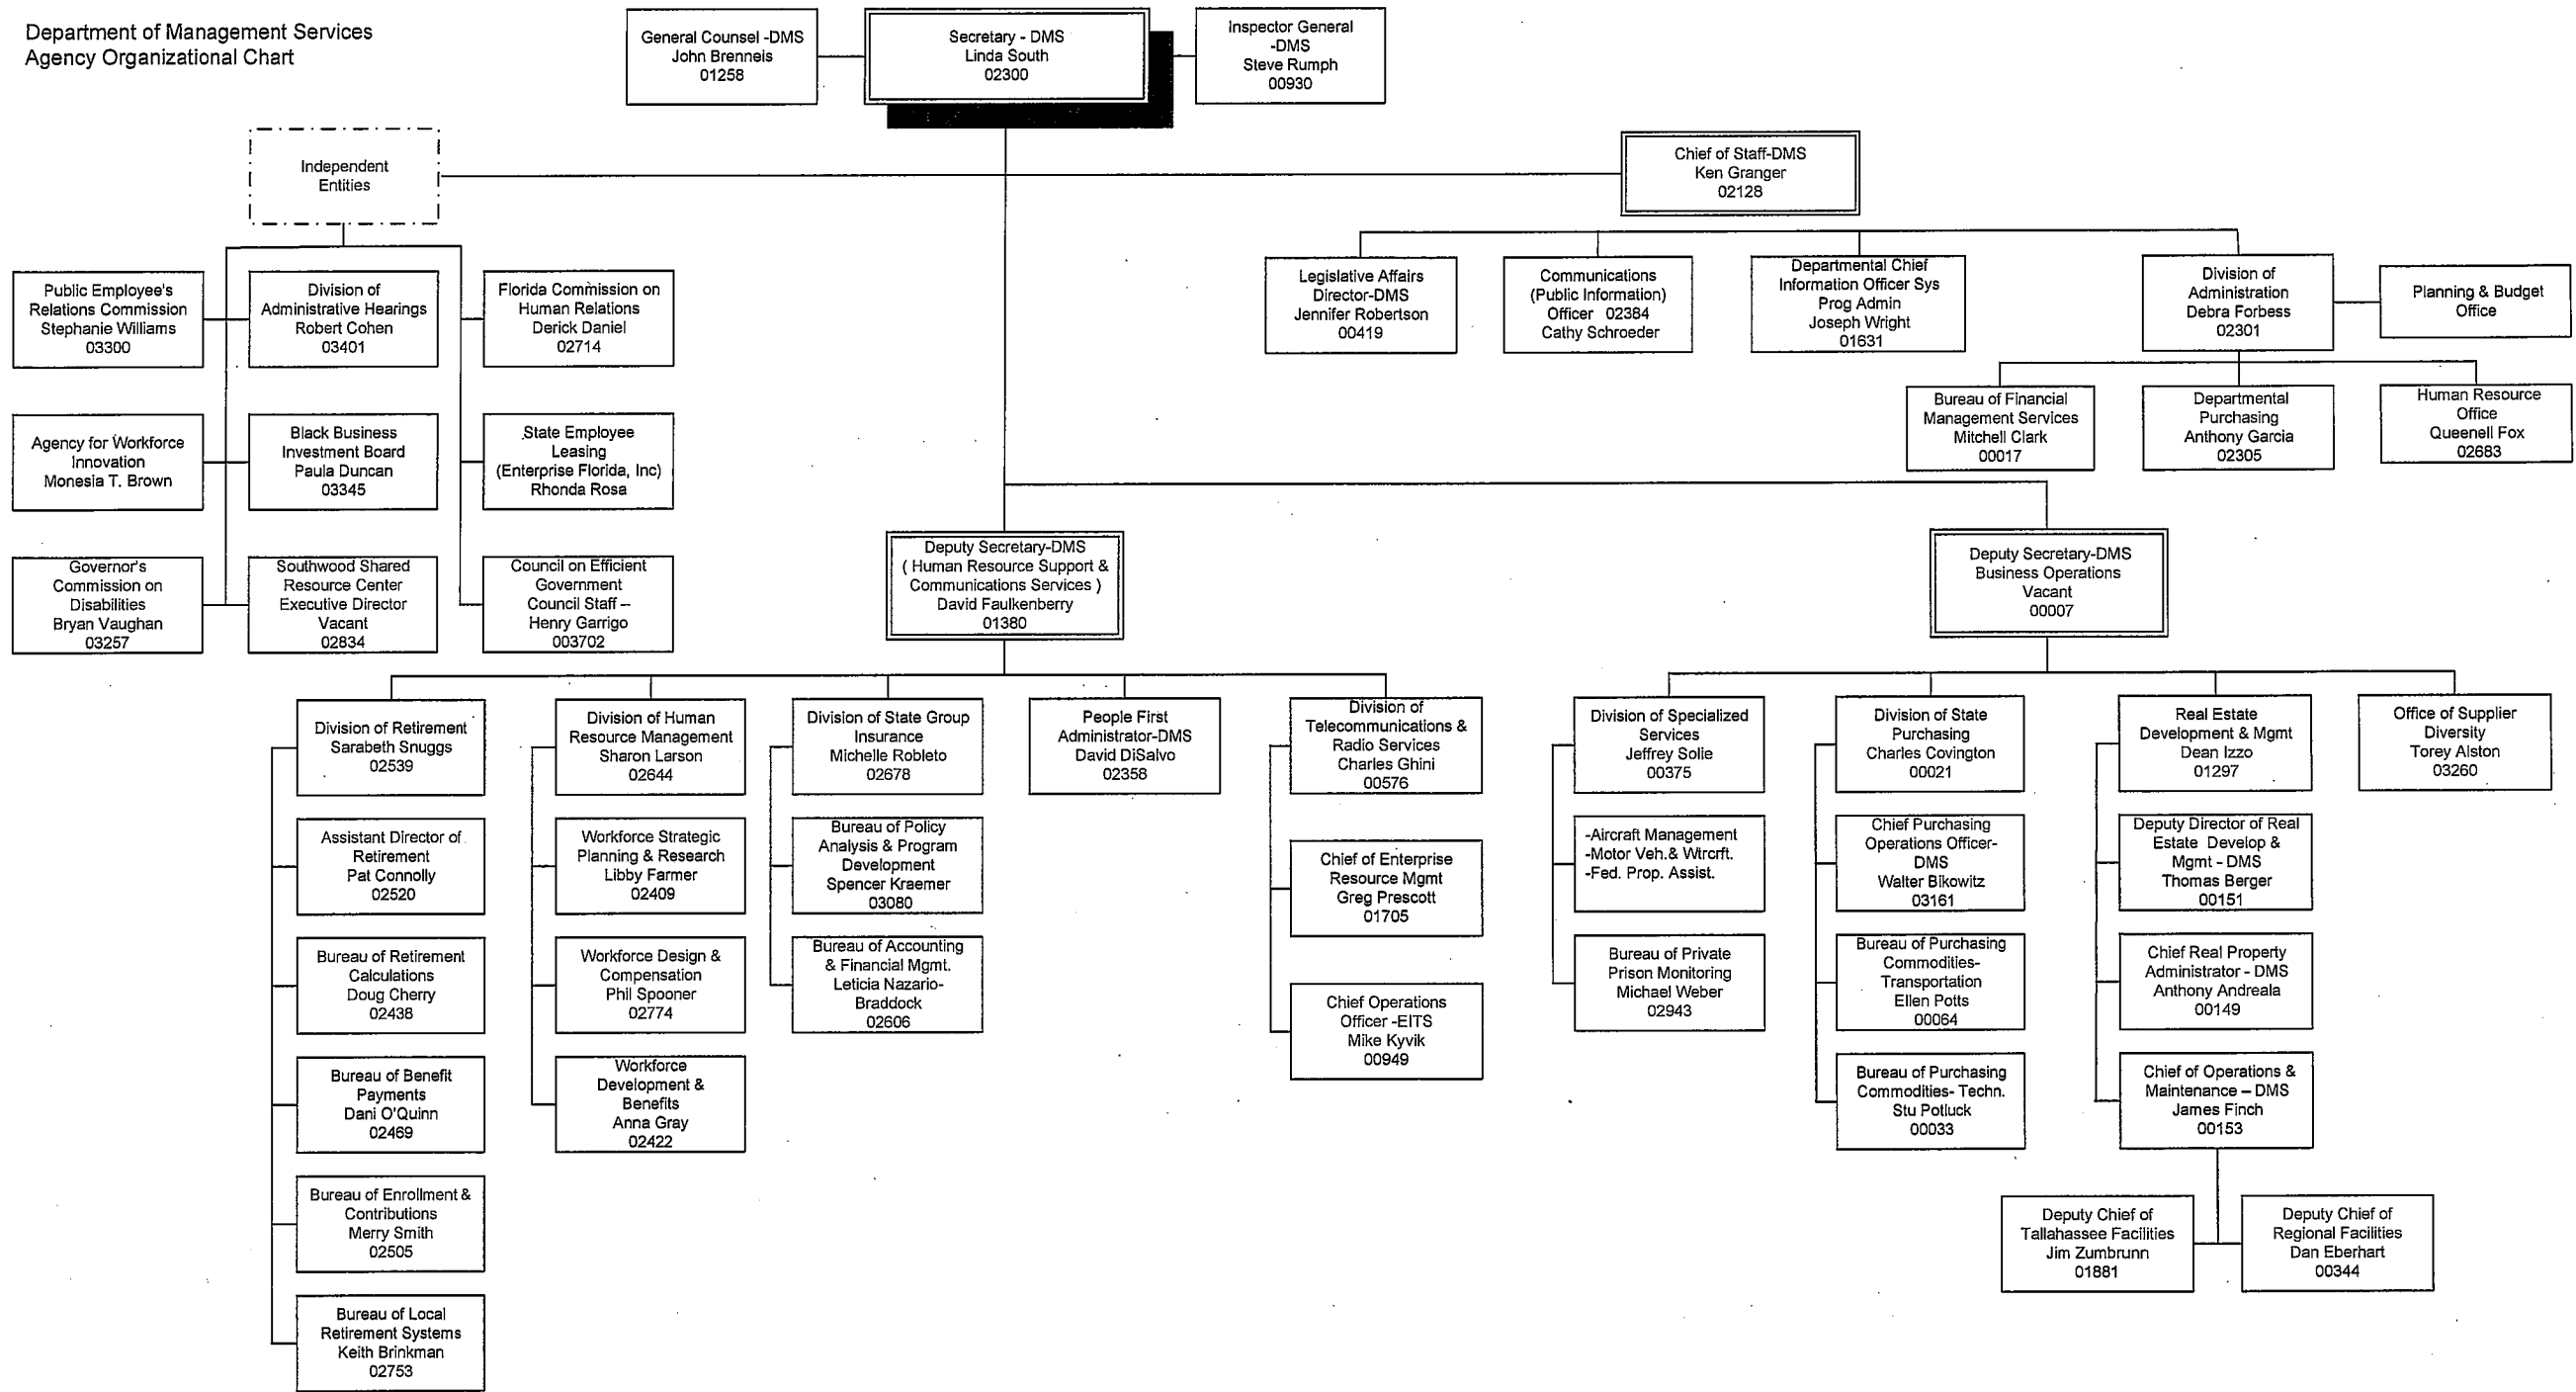 Department of Management Services
Agency Organizational Chart
General Counsel -DMS
John Brenneis
01258
Secretary - DMS
Linda South
02300
Inspector General
-DMS
Steve Rumph
00930
Independent
Entities
Chief of Staff-DMS
Ken Granger
02128
Public Employee's
Relations Commission
Stephanie Williams
03300
Division of
Administrative Hearings
Robert Cohen
03401
Florida Commission on
Human Relations
Derick Daniel
02714
Legislative Affairs
Director-DMS
Jennifer Robertson
00419
Communications
(Public Information)
Officer 02384
Cathy Schroeder
Departmental Chief
Information Officer Sys
Prog Admin
Joseph Wright
01631
Division of
Administration
Debra Forbess
02301
Planning & Budget
Office
Agency for Workforce
Innovation
Monesia T. Brown
Black Business
Investment Board
Paula Duncan
03345
State Employee
Leasing
(Enterprise Florida, Inc)
Rhonda Rosa
Bureau of Financial
Management Services
Mitchell Clark
00017
Departmental
Purchasing
Anthony Garcia
02305
Human Resource
Office
Queenell Fox
02683
Governor's
Commission on
Disabilities
Bryan Vaughan
03257
Southwood Shared
Resource Center
Executive Director
Vacant
02834
Council on Efficient
Government
Council Staff –
Henry Garrigo
003702
Deputy Secretary-DMS
( Human Resource Support &
Communications Services )
David Faulkenberry
01380
Deputy Secretary-DMS
Business Operations
Vacant
00007
Division of Retirement
Sarabeth Snuggs
02539
Division of Human
Resource Management
Sharon Larson
02644
Division of State Group
Insurance
Michelle Robleto
02678
People First
Administrator-DMS
David DiSalvo
02358
Division of
Telecommunications &
Radio Services
Charles Ghini
00576
Division of Specialized
Services
Jeffrey Solie
00375
Division of State
Purchasing
Charles Covington
00021
Real Estate
Development & Mgmt
Dean Izzo
01297
Office of Supplier
Diversity
Torey Alston
03260
Assistant Director of
Retirement
Pat Connolly
02520
Workforce Strategic
Planning & Research
Libby Farmer
02409
Bureau of Policy
Analysis & Program
Development
Spencer Kraemer
03080
Chief of Enterprise
Resource Mgmt
Greg Prescott
01705
-Aircraft Management
-Motor Veh.& Wtrcrft.
-Fed. Prop. Assist.
Chief Purchasing
Operations Officer-
DMS
Walter Bikowitz
03161
Deputy Director of Real
Estate Develop &
Mgmt - DMS
Thomas Berger
00151
Bureau of Retirement
Calculations
Doug Cherry
02438
Workforce Design &
Compensation
Phil Spooner
02774
Bureau of Accounting
& Financial Mgmt.
Leticia Nazario-
Braddock
02606
Chief Operations
Officer -EITS
Mike Kyvik
00949
Bureau of Private
Prison Monitoring
Michael Weber
02943
Bureau of Purchasing
Commodities-
Transportation
Ellen Potts
00064
Chief Real Property
Administrator - DMS
Anthony Andreala
00149
Bureau of Benefit
Payments
Dani O'Quinn
02469
Workforce
Development &
Benefits
Anna Gray
02422
Bureau of Purchasing
Commodities- Techn.
Stu Potluck
00033
Chief of Operations &
Maintenance – DMS
James Finch
00153
Bureau of Enrollment &
Contributions
Merry Smith
02505
Deputy Chief of
Tallahassee Facilities
Jim Zumbrunn
01881
Deputy Chief of
Regional Facilities
Dan Eberhart
00344
Bureau of Local
Retirement Systems
Keith Brinkman
02753